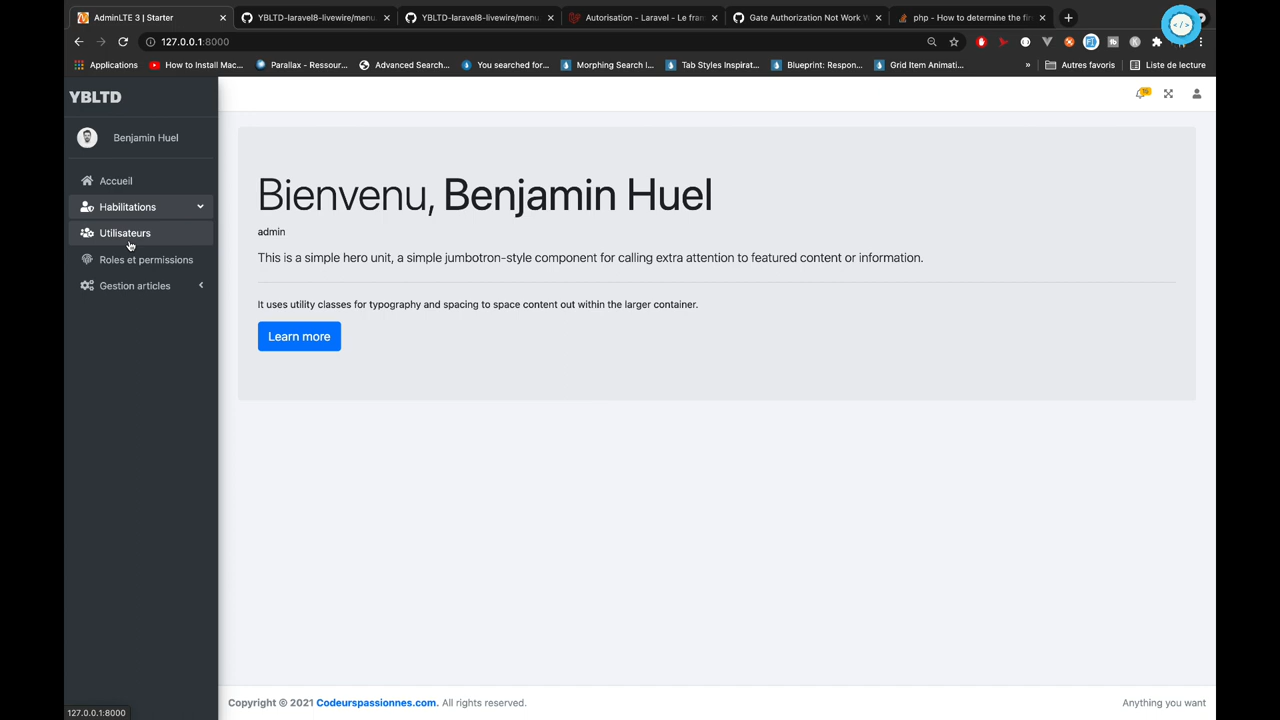 AdminLTE 3 | Starter
YBLTD-laravel8-livewire/menu.
YBLTD-laravel8-livewire/menu
Autorisation - Laravel - Le fran
Gate Authorization Not Work W
php - How to determine the fir
127.0.0.1:8000
Applications
How to Install Mac...
Parallax - Ressour...
Advanced Search...
You searched for...
Morphing Search I...
Tab Styles Inspirat...
Blueprint: Respon...
Grid Item Animati...
»
Autres favoris
Liste de lecture
YBLTD
Benjamin Huel
Accueil
Habilitations
Utilisateurs
Roles et permissions
Gestion articles
Bienvenu, Benjamin Huel
admin
This is a simple hero unit, a simple jumbotron-style component for calling extra attention to featured content or information.
It uses utility classes for typography and spacing to space content out within the larger container.
Learn more
Copyright © 2021 Codeurspassionnes.com. All rights reserved.
Anything you want
127.0.0.1:8000